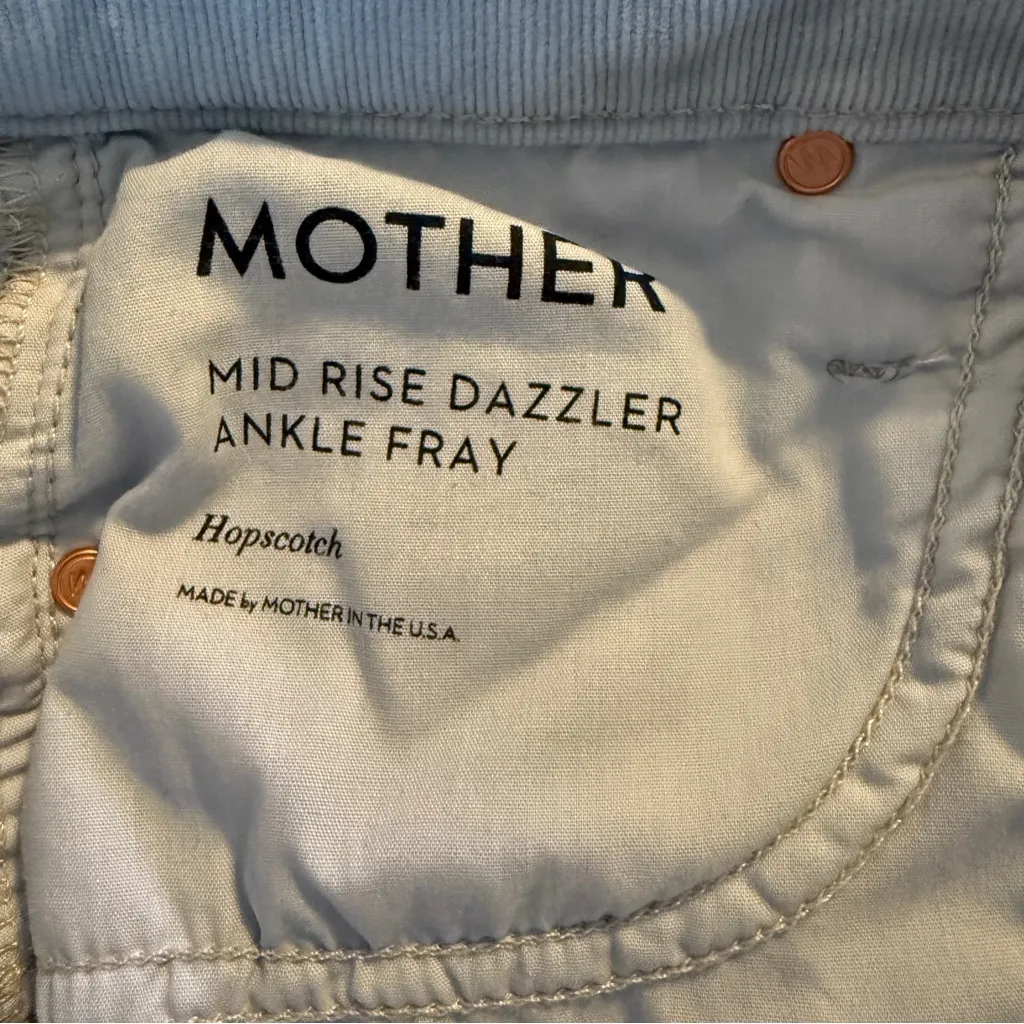 MOTHER
MID RISE DAZZLER
ANKLE FRAY
Hopscotch
MADE by MOTHER IN THE U.S.A.